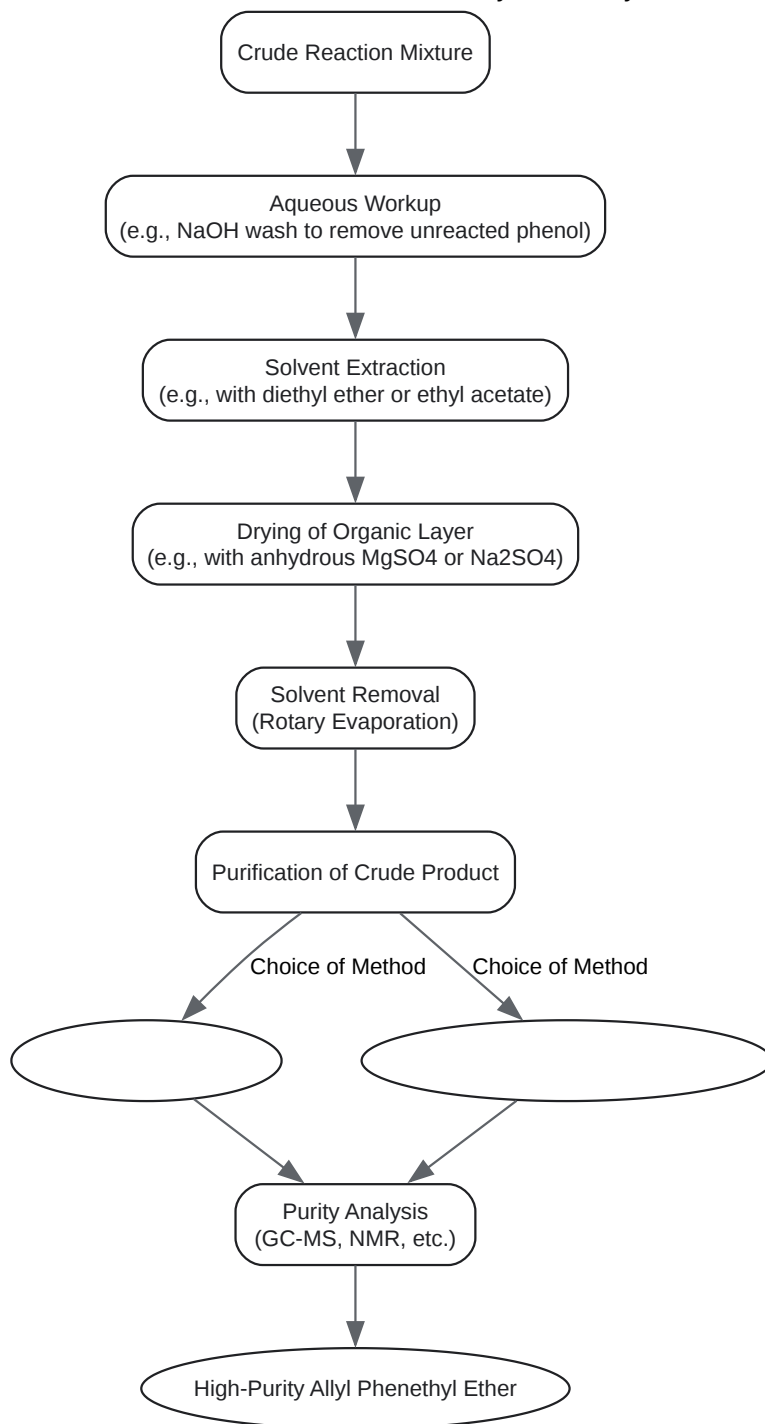 Crude Reaction Mixture
Aqueous Workup
(e.g., NaOH wash to remove unreacted phenol)
Solvent Extraction
(e.g., with diethyl ether or ethyl acetate)
Drying of Organic Layer
(e.g., with anhydrous MgSO4 or Na2SO4)
Solvent Removal
(Rotary Evaporation)
Purification of Crude Product
Choice of Method
Choice of Method
Purity Analysis
(GC-MS, NMR, etc.)
High-Purity Allyl Phenethyl Ether